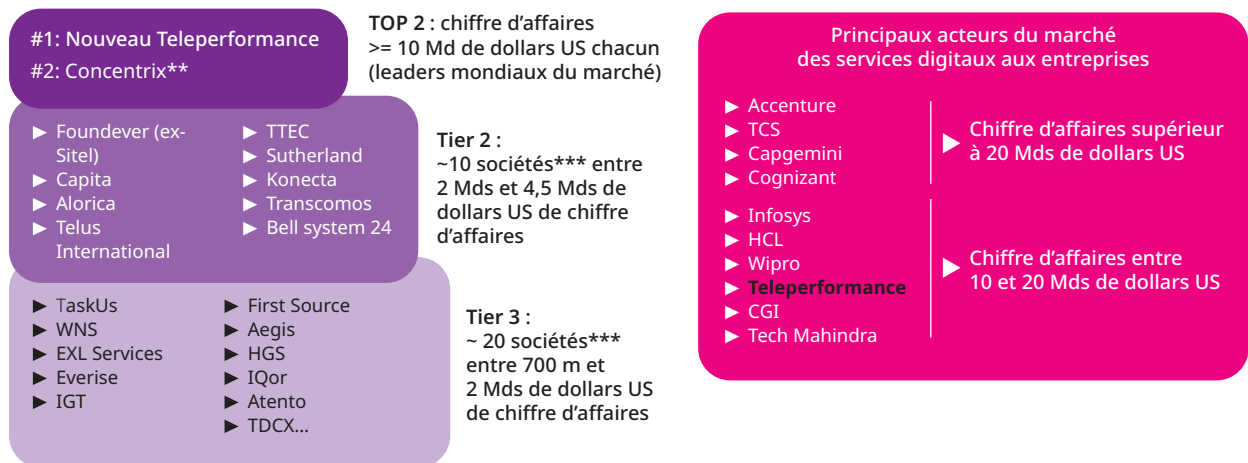 #1: Nouveau Teleperformance
#2: Concentrix**
TOP 2 : chiffre d’affaires
>= 10 Md de dollars US chacun
(leaders mondiaux du marché)
► Foundever (ex-
Sitel)
► Capita
► Alorica
► Telus
International
► TTEC
► Sutherland
► Konecta
► Transcomos
► Bell system 24
Tier 2 :
~10 sociétés*** entre
2 Mds et 4,5 Mds de
dollars US de chiffre
d’affaires
► TaskUs
► WNS
► EXL Services
► Everise
► IGT
► First Source
► Aegis
► HGS
► IQor
► Atento
► TDCX...
Tier 3 :
~ 20 sociétés***
entre 700 m et
2 Mds de dollars US
de chiffre d’affaires
Principaux acteurs du marché
des services digitaux aux entreprises
► Accenture
► TCS
► Capgemini
► Cognizant
► Chiffre d’affaires supérieur
à 20 Mds de dollars US
► Infosys
► HCL
► Wipro
► Teleperformance
► CGI
► Tech Mahindra
► Chiffre d’affaires entre
10 et 20 Mds de dollars US